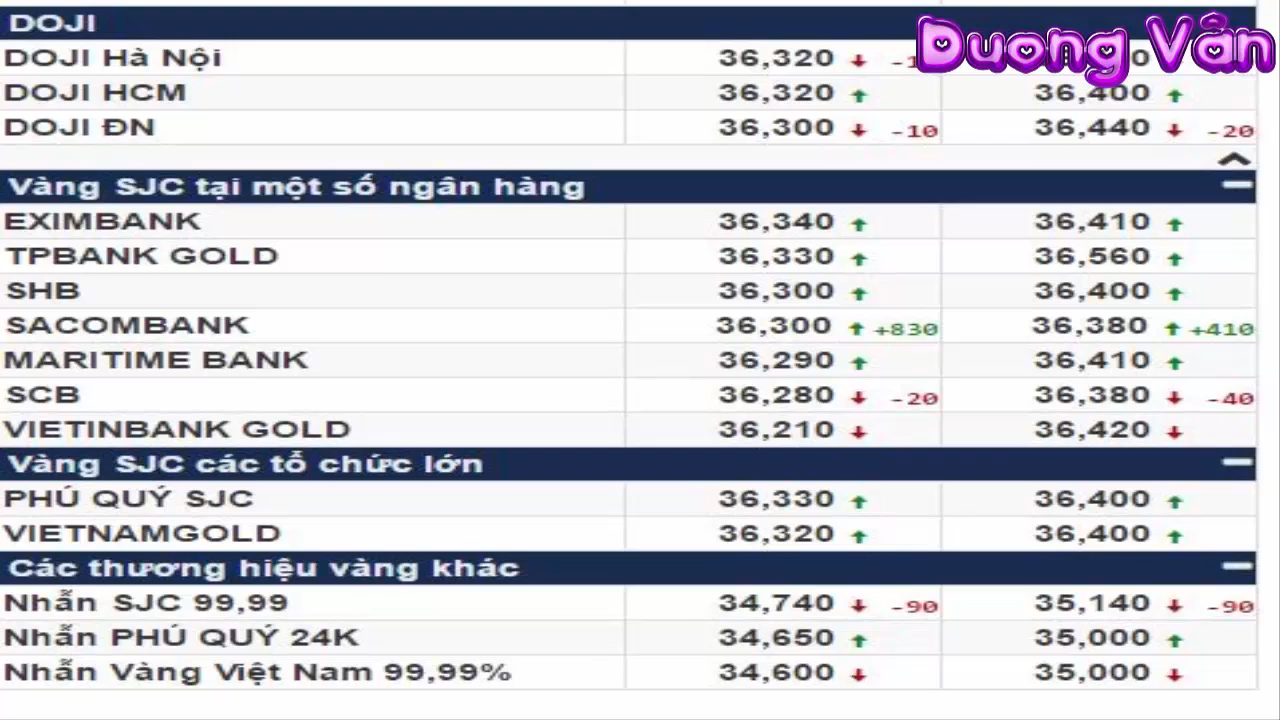 DOJI
Duong Vân
DOJI Hà Nội 36,320
DOJI HCM 36,320 36,400
DOJI ĐN 36,300 -10 36,440 -20
Vàng SJC tại một số ngân hàng
EXIMBANK 36,340 36,410
TPBANK GOLD 36,330 36,560
SHB 36,300 36,400
SACOMBANK 36,300 +830 36,380 +410
MARITIME BANK 36,290 36,410
SCB 36,280 -20 36,380 -40
VIETINBANK GOLD 36,210 36,420
Vàng SJC các tổ chức lớn
PHÚ QUÝ SJC 36,330 36,400
VIETNAMGOLD 36,320 36,400
Các thương hiệu vàng khác
Nhẫn SJC 99,99 34,740 -90 35,140 -90
Nhẫn PHÚ QUÝ 24K 34,650 35,000
Nhẫn Vàng Việt Nam 99,99% 34,600 35,000